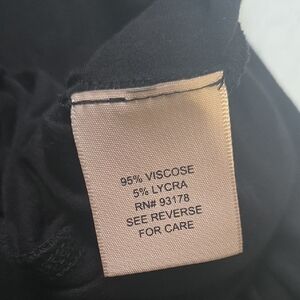 95% VISCOSE
5% LYCRA
RN# 93178
SEE REVERSE
FOR CARE